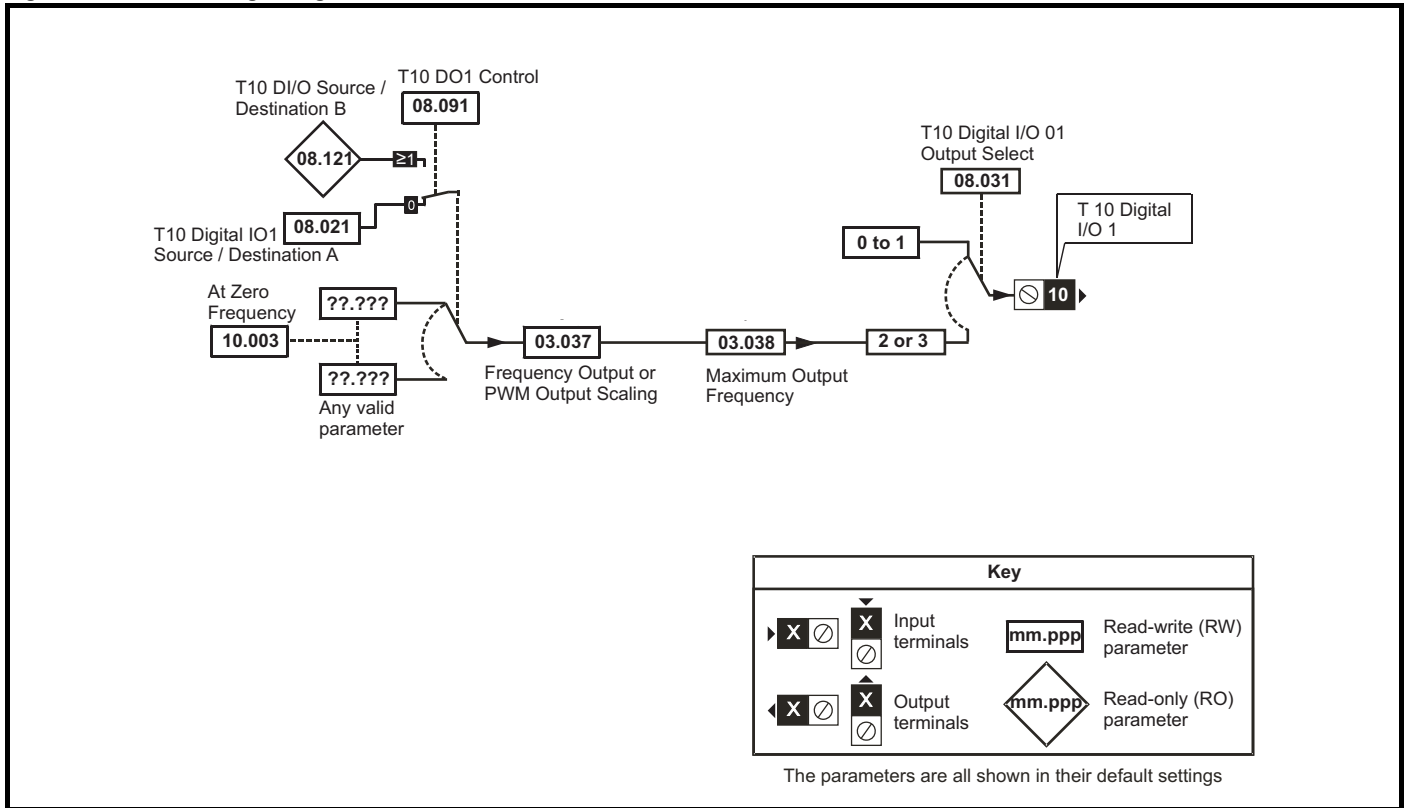 T10 DI/O Source /
Destination B
T10 DO1 Control
08.091
08.121
≥1
0
T10 Digital IO1
Source / Destination A
08.021
At Zero
Frequency
10.003
??.???
??.???
Any valid
parameter
03.037
Frequency Output or
PWM Output Scaling
03.038
Maximum Output
Frequency
T10 Digital I/O 01
Output Select
08.031
0 to 1
2 or 3
T 10 Digital
I/O 1
10
Key
X
X
Input
terminals
mm.ppp
Read-write (RW)
parameter
X
X
Output
terminals
mm.ppp
Read-only (RO)
parameter
The parameters are all shown in their default settings